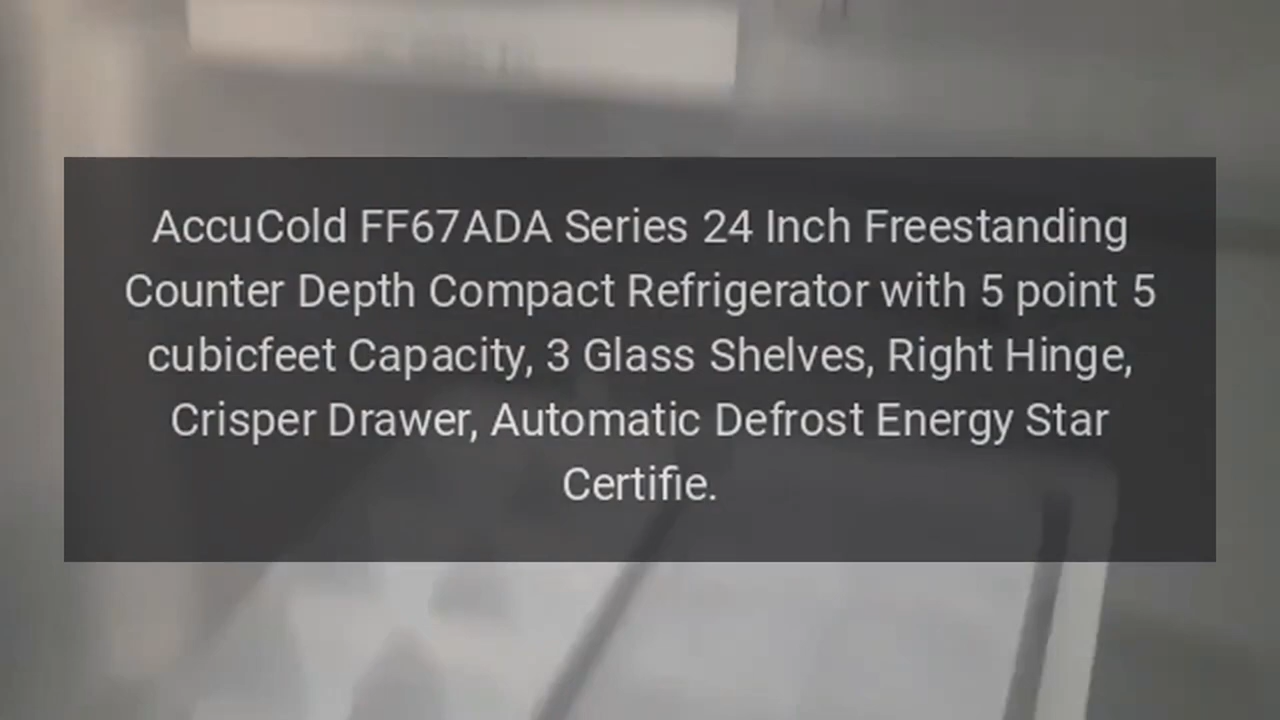 AccuCold FF67ADA Series 24 Inch Freestanding
Counter Depth Compact Refrigerator with 5 point 5
cubicfeet Capacity, 3 Glass Shelves, Right Hinge,
Crisper Drawer, Automatic Defrost Energy Star
Certifie.